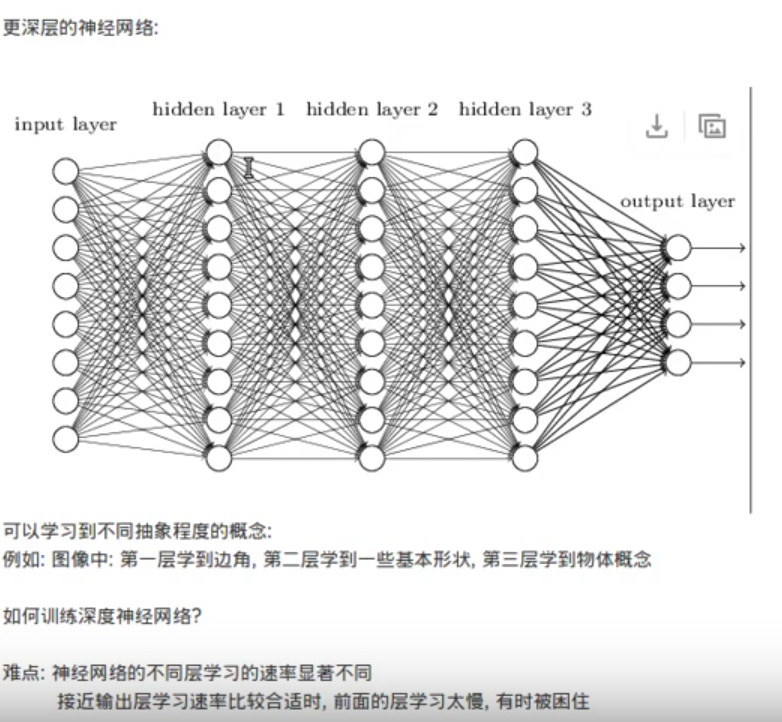 更深层的神经网络:
hidden layer 1 hidden layer 2 hidden layer 3
input layer
output layer
可以学习到不同抽象程度的概念:
例如: 图像中: 第一层学到边角, 第二层学到一些基本形状, 第三层学到物体概念
如何训练深度神经网络?
难点: 神经网络的不同层学习的速率显著不同
接近输出层学习速率比较合适时, 前面的层学习太慢, 有时被困住